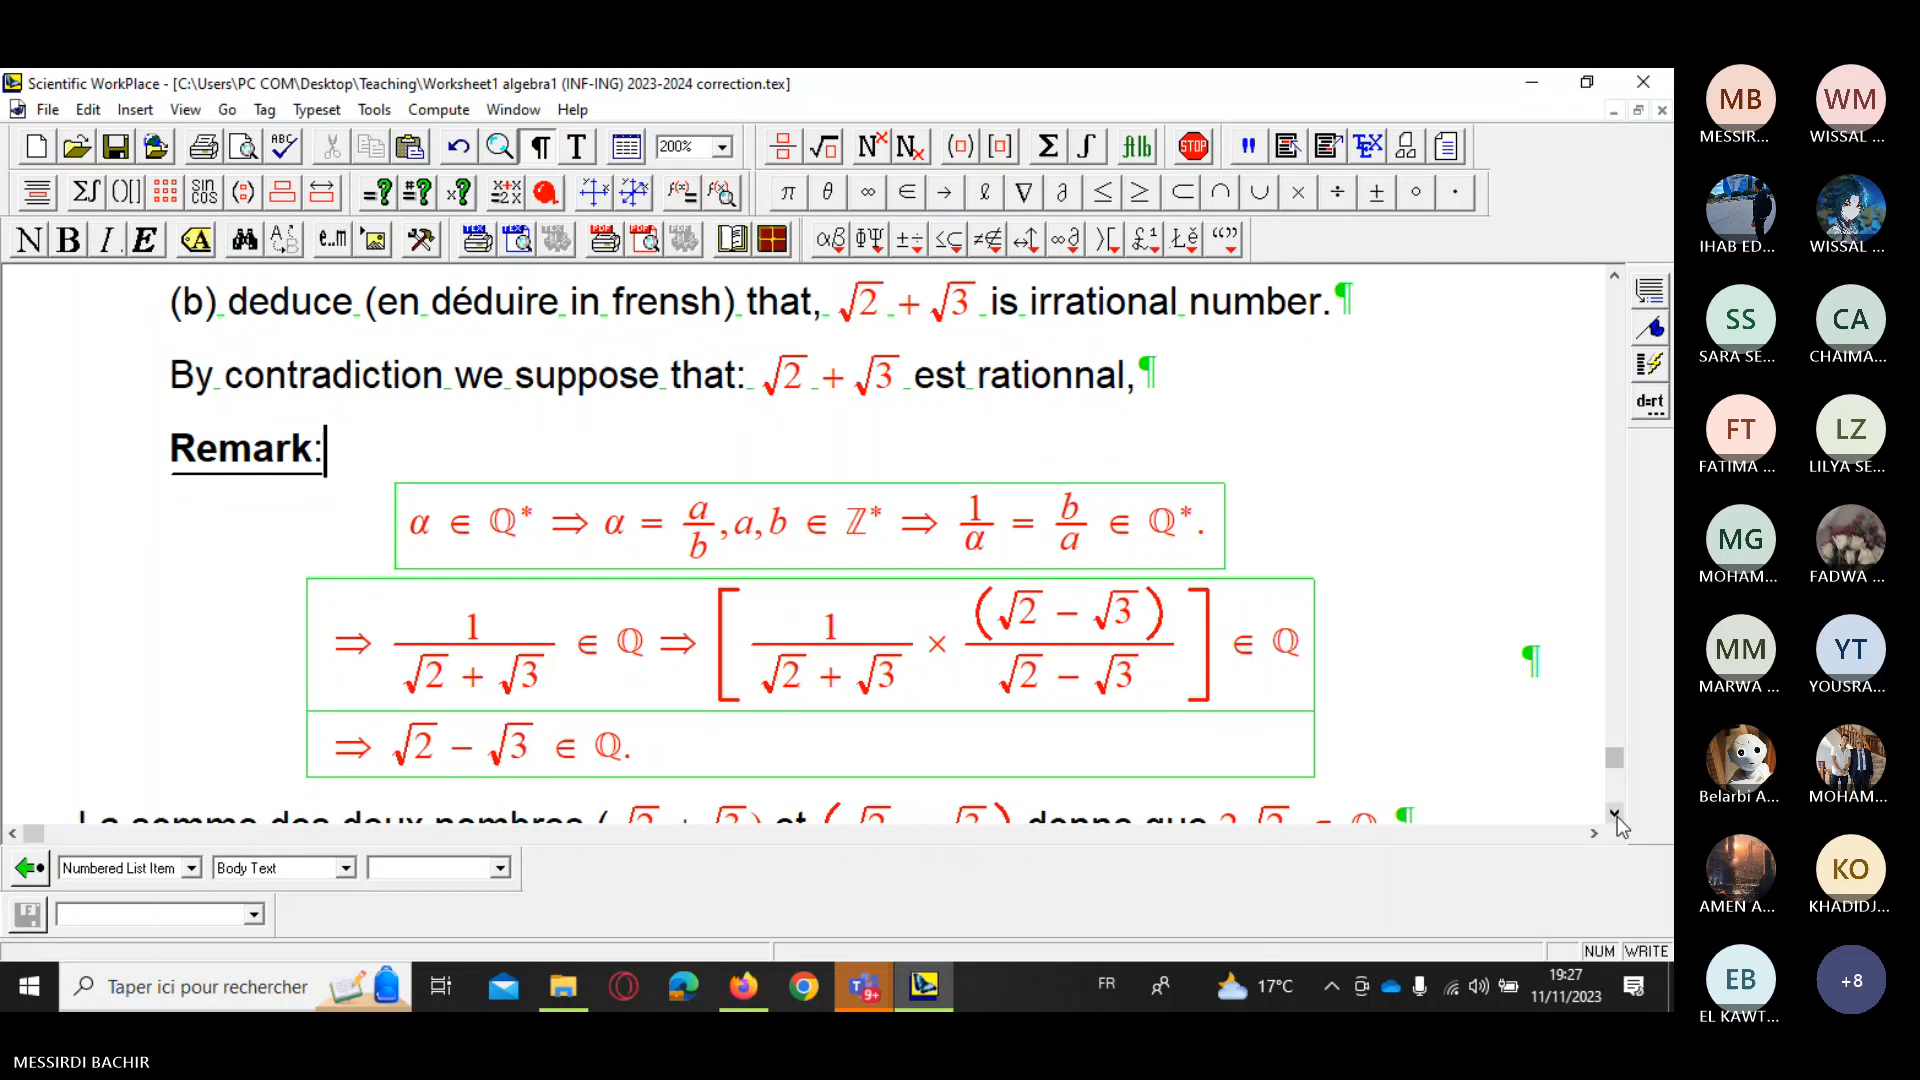 Scientific WorkPlace - [C:\Users\PC COM\Desktop\Teaching\Worksheet1 algebra1 (INF-ING) 2023-2024 correction.tex]
File Edit Insert View Go Tag Typeset Tools Compute Window Help
200%
(b) deduce (en déduire in frensh) that, √2 + √3 is irrational number.¶
By contradiction we suppose that: √2 + √3 est rationnal,¶
Remark:
α ∈ ℚ* ⇒ α = a/b, a, b ∈ ℤ* ⇒ 1/α = b/a ∈ ℚ*.
⇒ 1/(√2 + √3) ∈ ℚ ⇒ [1/(√2 + √3) × (√2 − √3)/(√2 − √3)] ∈ ℚ ¶
⇒ √2 − √3 ∈ ℚ.
Numbered List Item Body Text
NUM WRITE
Taper ici pour rechercher
FR
17°C
19:27
11/11/2023
MESSIRDI BACHIR
MB WM
MESSIR... WISSAL ...
IHAB ED... WISSAL ...
SS CA
SARA SE... CHAIMA...
FT LZ
FATIMA ... LILYA SE...
MG
MOHAM... FADWA ...
MM YT
MARWA ... YOUSRA...
Belarbi A... MOHAM...
KO
AMEN A... KHADIDJ...
EB +8
EL KAWT...